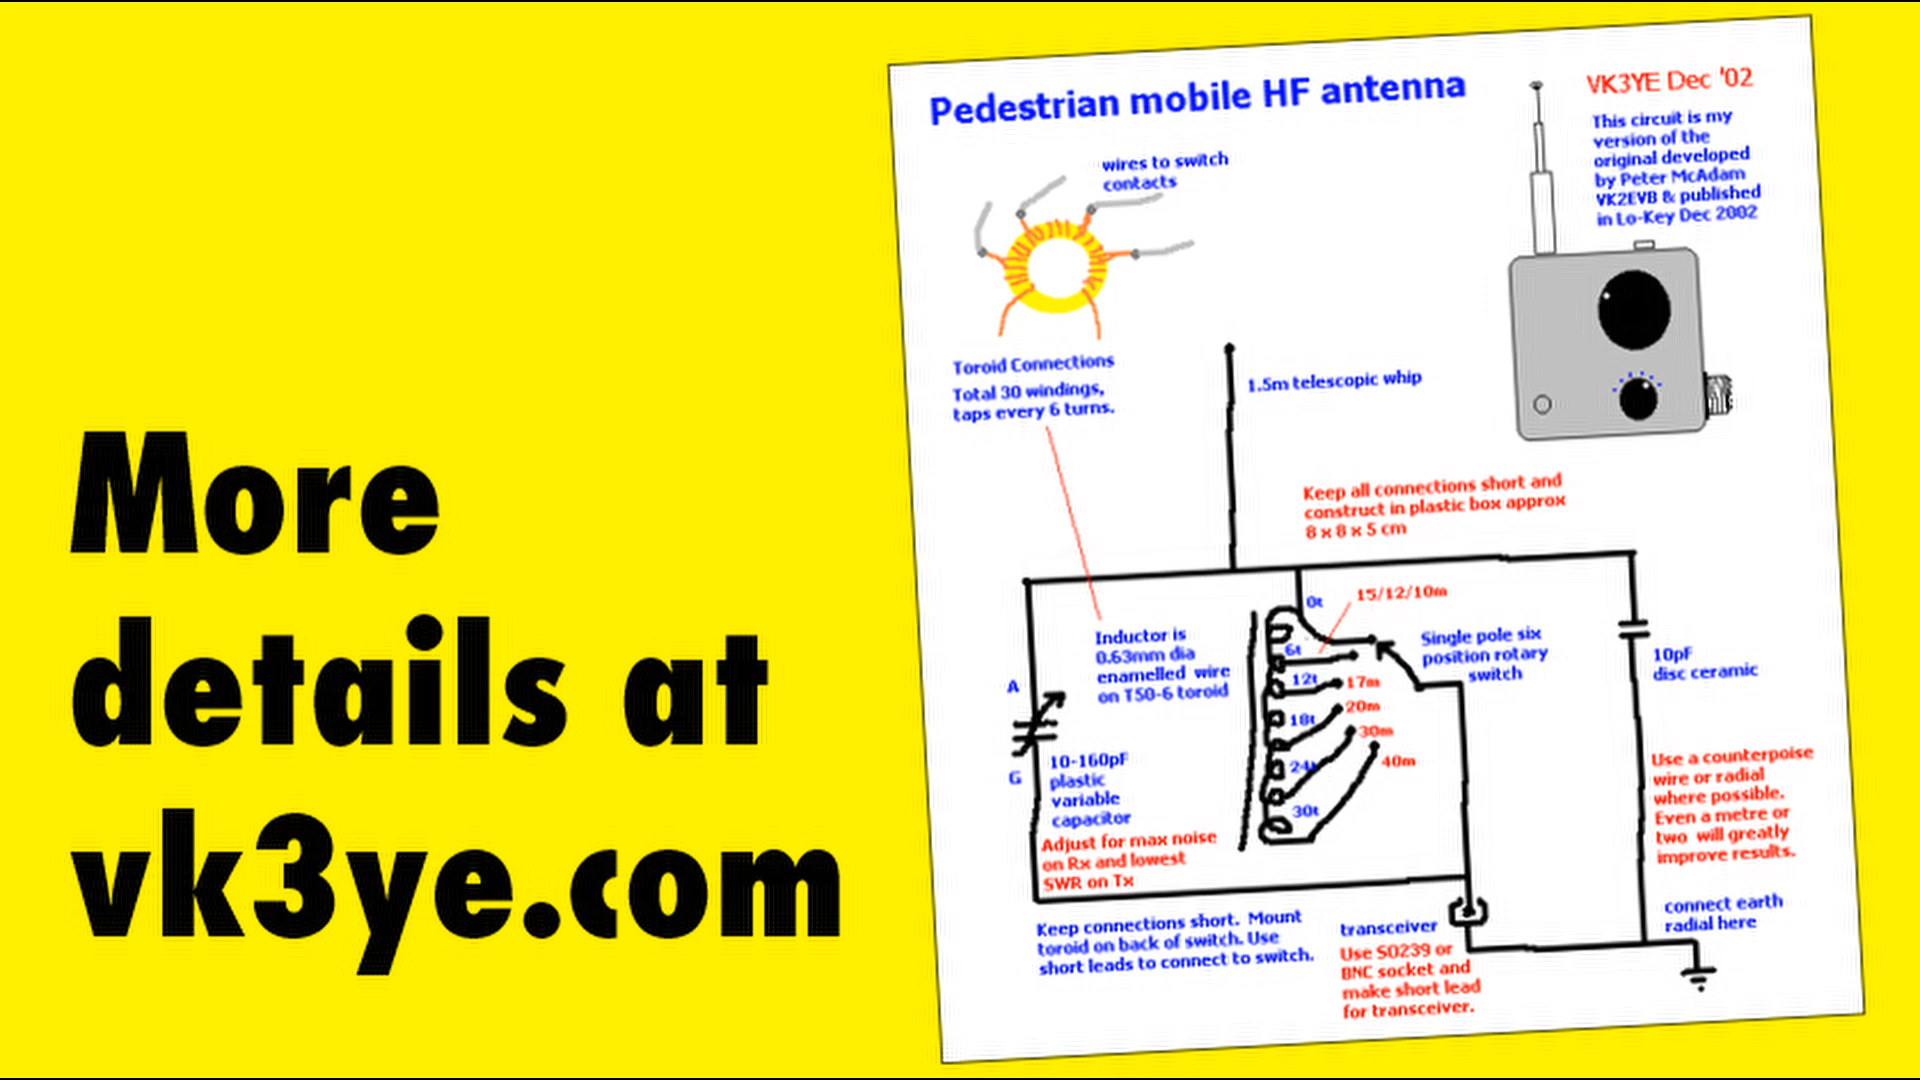 More
details at
vk3ye.com
Pedestrian mobile HF antenna
VK3YE Dec '02
This circuit is my
version of the
original developed
by Peter McAdam
VK2EVB & published
in Lo-Key Dec 2002
wires to switch
contacts
Toroid Connections
Total 30 windings,
taps every 6 turns.
1.5m telescopic whip
Keep all connections short and
construct in plastic box approx
8 x 8 x 5 cm
0t
15/12/10m
6t
12t
17m
18t
20m
24t
30m
30t
40m
Single pole six
position rotary
switch
Inductor is
0.63mm dia
enamelled wire
on T50-6 toroid
A
G
10-160pF
plastic
variable
capacitor
Adjust for max noise
on Rx and lowest
SWR on Tx
10pF
disc ceramic
Use a counterpoise
wire or radial
where possible.
Even a metre or
two will greatly
improve results.
connect earth
radial here
Keep connections short. Mount
toroid on back of switch. Use
short leads to connect to switch.
transceiver
Use SO239 or
BNC socket and
make short lead
for transceiver.